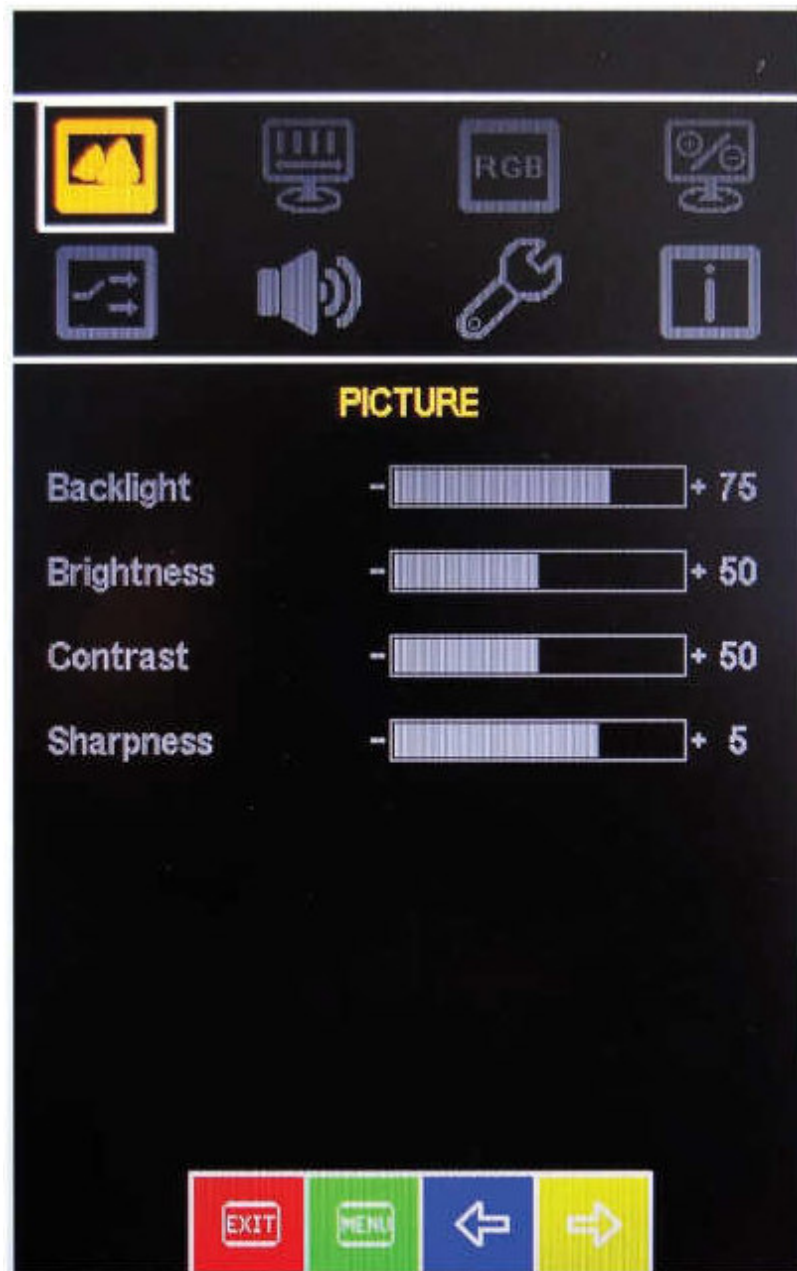 RGB
i
PICTURE
Backlight - + 75
Brightness - + 50
Contrast - + 50
Sharpness - + 5
EXIT MENU